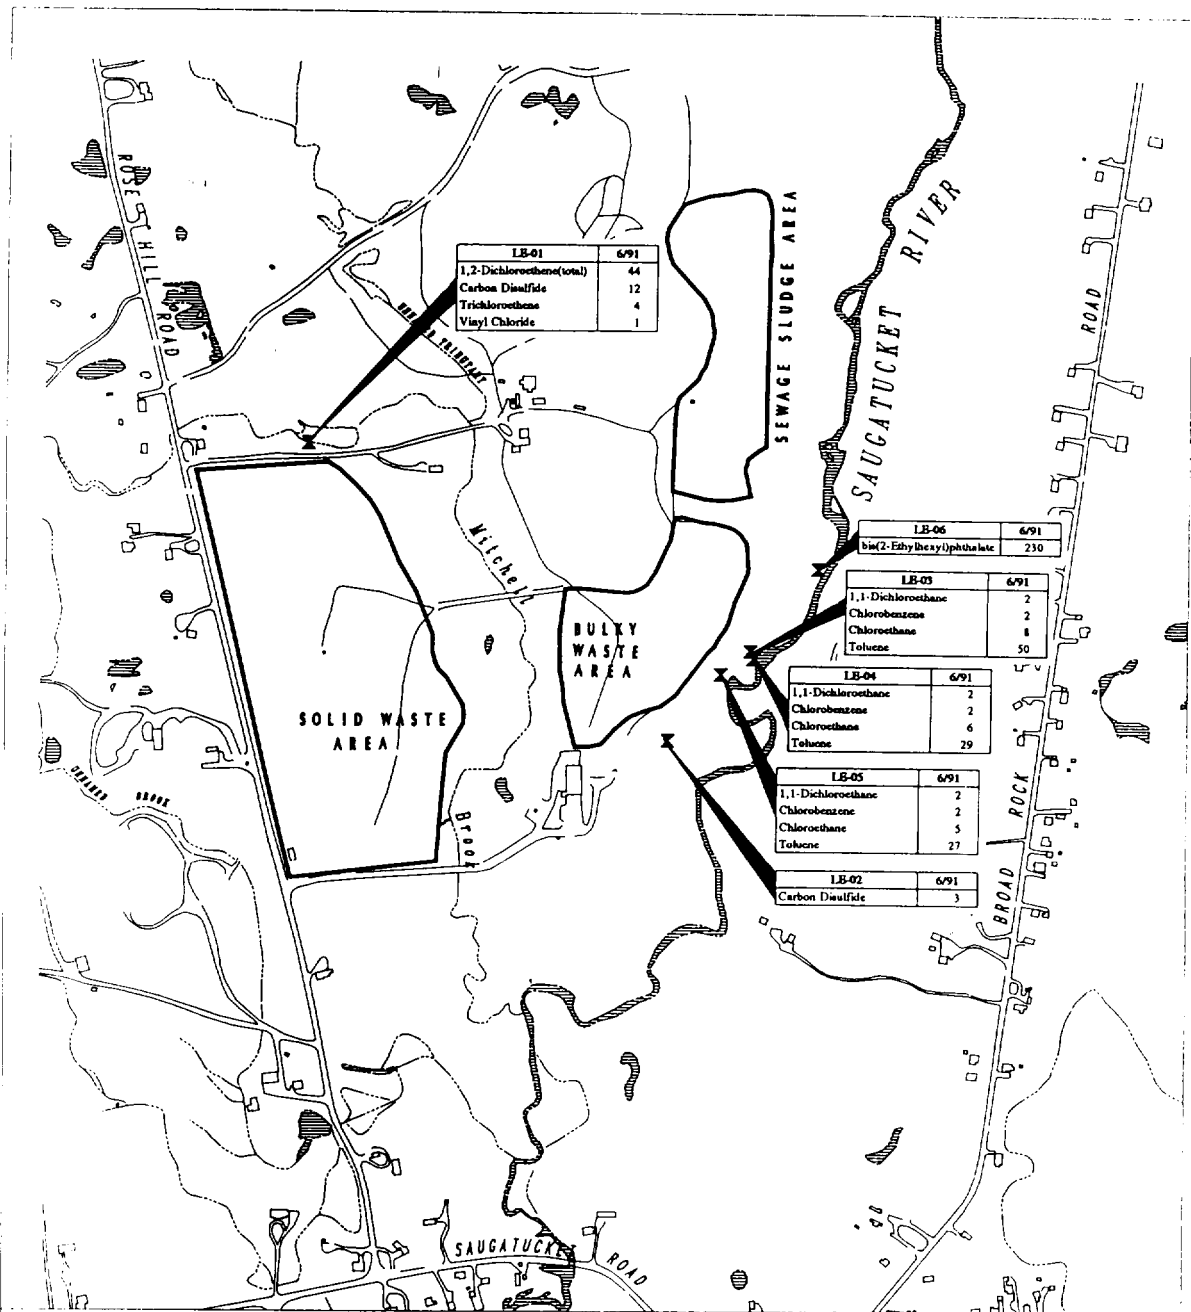 ROSE HILL ROAD
SEWAGE SLUDGE AREA
SAUGATUCKET RIVER
LB-01 6/91
1,2-Dichloroethene(total) 44
Carbon Disulfide 12
Trichloroethene 4
Vinyl Chloride 1
UNNAMED TRIBUTARY
LB-06 6/91
bis(2-Ethylhexyl)phthalate 230
LB-03 6/91
1,1-Dichloroethane 2
Chlorobenzene 2
Chloroethane 8
Toluene 50
LB-04 6/91
1,1-Dichloroethane 2
Chlorobenzene 2
Chloroethane 6
Toluene 29
LB-05 6/91
1,1-Dichloroethane 2
Chlorobenzene 2
Chloroethane 5
Toluene 27
LB-02 6/91
Carbon Disulfide 3
BULKY
WASTE
AREA
SOLID WASTE
AREA
Mitchell Brook
UNNAMED BROOK
BROAD ROCK ROAD
SAUGATUCKET ROAD